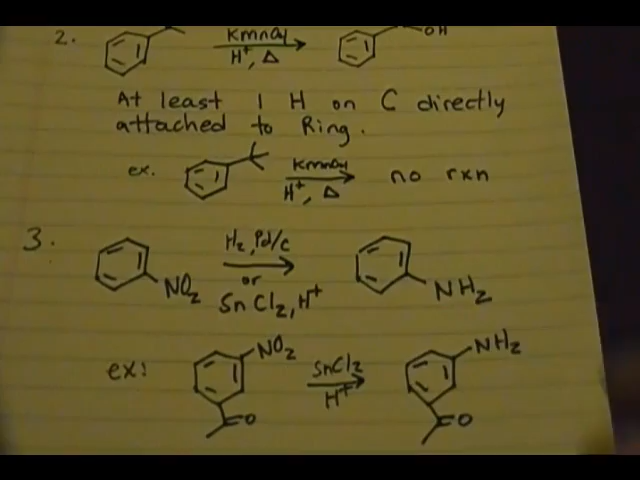 2. KMnO4 H+, Δ OH
At least 1 H on C directly
attached to Ring.
ex. KMnO4 H+, Δ no rxn
3. NO2 H2, Pd/C or SnCl2, H+ NH2
ex: NO2 O SnCl2 H+ NH2 O